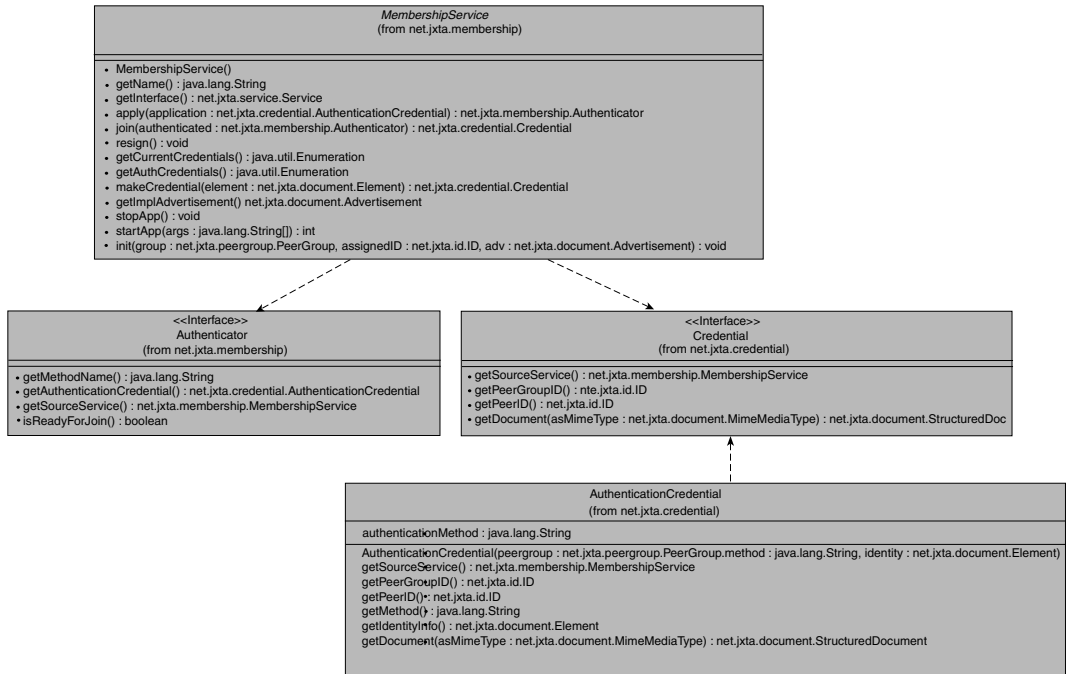 MembershipService
(from net.jxta.membership)
• MembershipService()
• getName() : java.lang.String
• getInterface() : net.jxta.service.Service
• apply(application : net.jxta.credential.AuthenticationCredential) : net.jxta.membership.Authenticator
• join(authenticated : net.jxta.membership.Authenticator) : net.jxta.credential.Credential
• resign() : void
• getCurrentCredentials() : java.util.Enumeration
• getAuthCredentials() : java.util.Enumeration
• makeCredential(element : net.jxta.document.Element) : net.jxta.credential.Credential
• getImplAdvertisement() net.jxta.document.Advertisement
• stopApp() : void
• startApp(args : java.lang.String[]) : int
• init(group : net.jxta.peergroup.PeerGroup, assignedID : net.jxta.id.ID, adv : net.jxta.document.Advertisement) : void
<<Interface>>
Authenticator
(from net.jxta.membership)
• getMethodName() : java.lang.String
• getAuthenticationCredential() : net.jxta.credential.AuthenticationCredential
• getSourceService() : net.jxta.membership.MembershipService
• isReadyForJoin() : boolean
<<Interface>>
Credential
(from net.jxta.credential)
• getSourceService() : net.jxta.membership.MembershipService
• getPeerGroupID() : nte.jxta.id.ID
• getPeerID() : net.jxta.id.ID
• getDocument(asMimeType : net.jxta.document.MimeMediaType) : net.jxta.document.StructuredDoc
AuthenticationCredential
(from net.jxta.credential)
authenticationMethod : java.lang.String
AuthenticationCredential(peergroup : net.jxta.peergroup.PeerGroup.method : java.lang.String, identity : net.jxta.document.Element)
getSourceService() : net.jxta.membership.MembershipService
getPeerGroupID() : net.jxta.id.ID
getPeerID() : net.jxta.id.ID
getMethod() : java.lang.String
getIdentityInfo() : net.jxta.document.Element
getDocument(asMimeType : net.jxta.document.MimeMediaType) : net.jxta.document.StructuredDocument